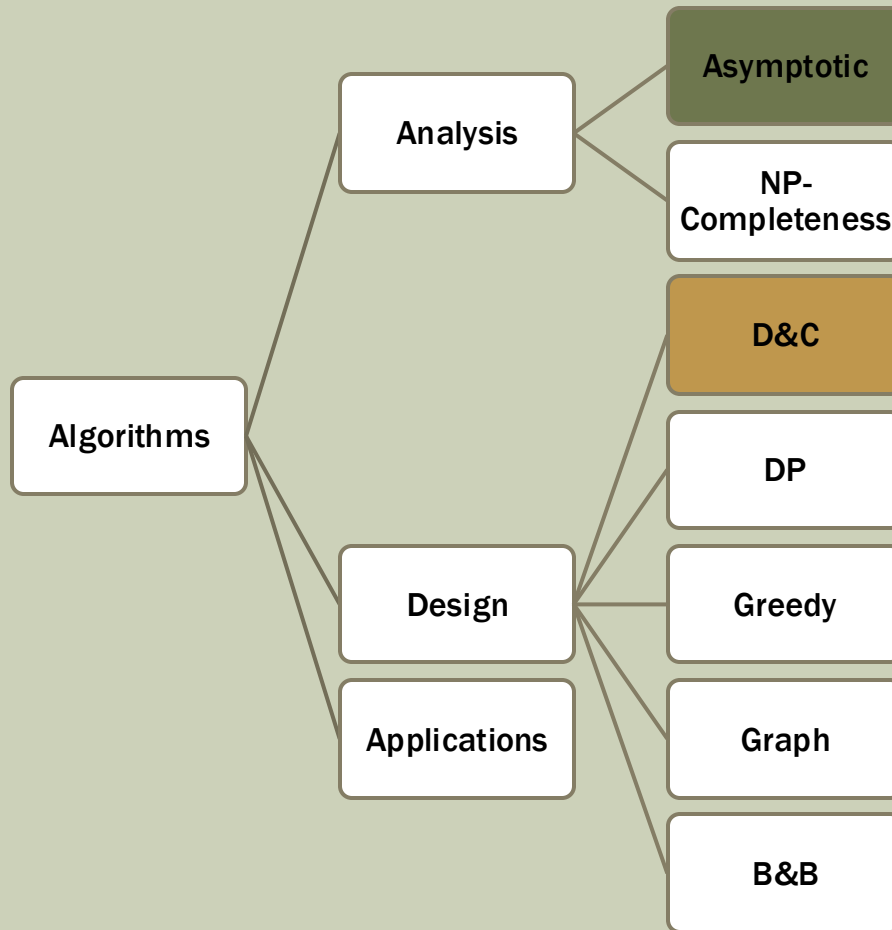 Asymptotic
Analysis
NP-
Completeness
D&C
Algorithms
DP
Design
Greedy
Applications
Graph
B&B